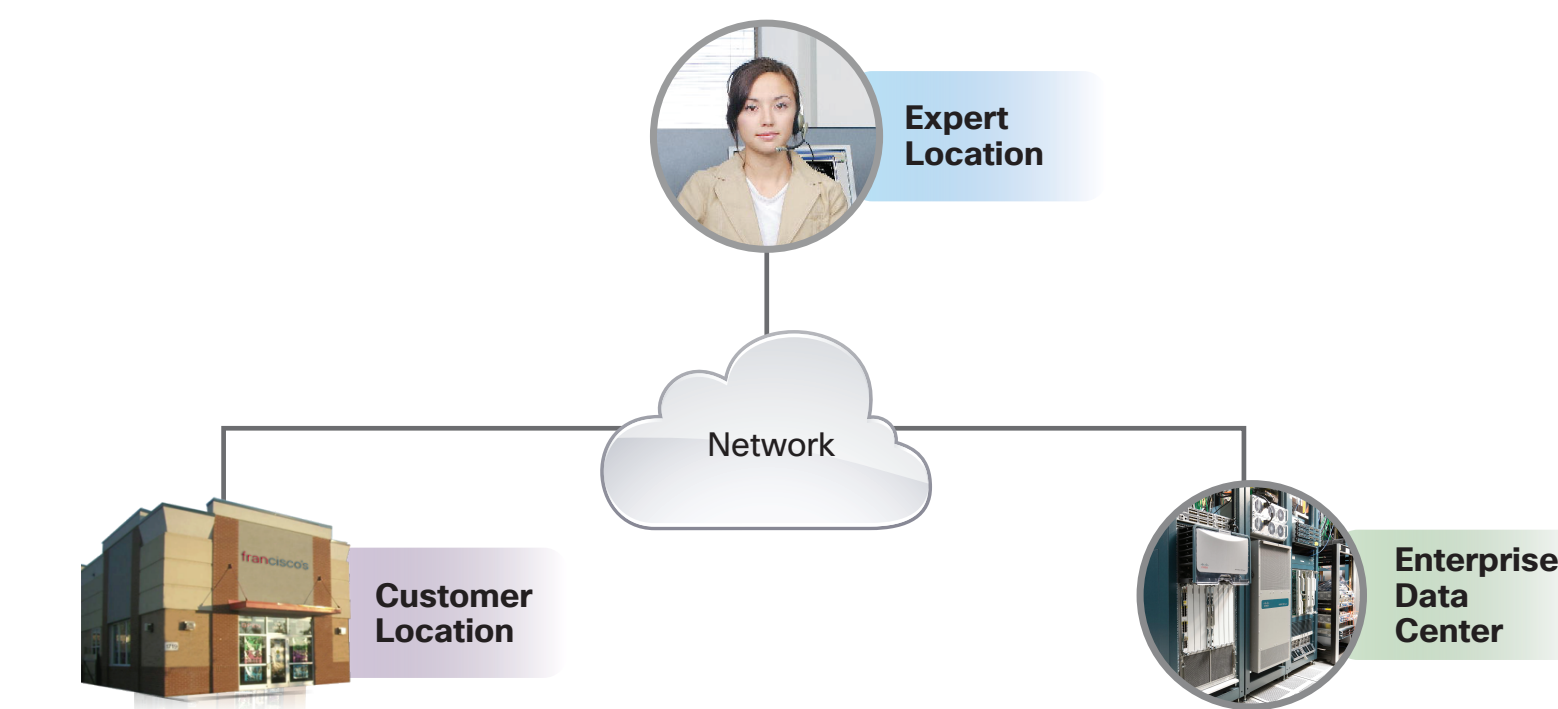 Expert
Location
Network
francisco's
Customer
Location
Enterprise
Data
Center